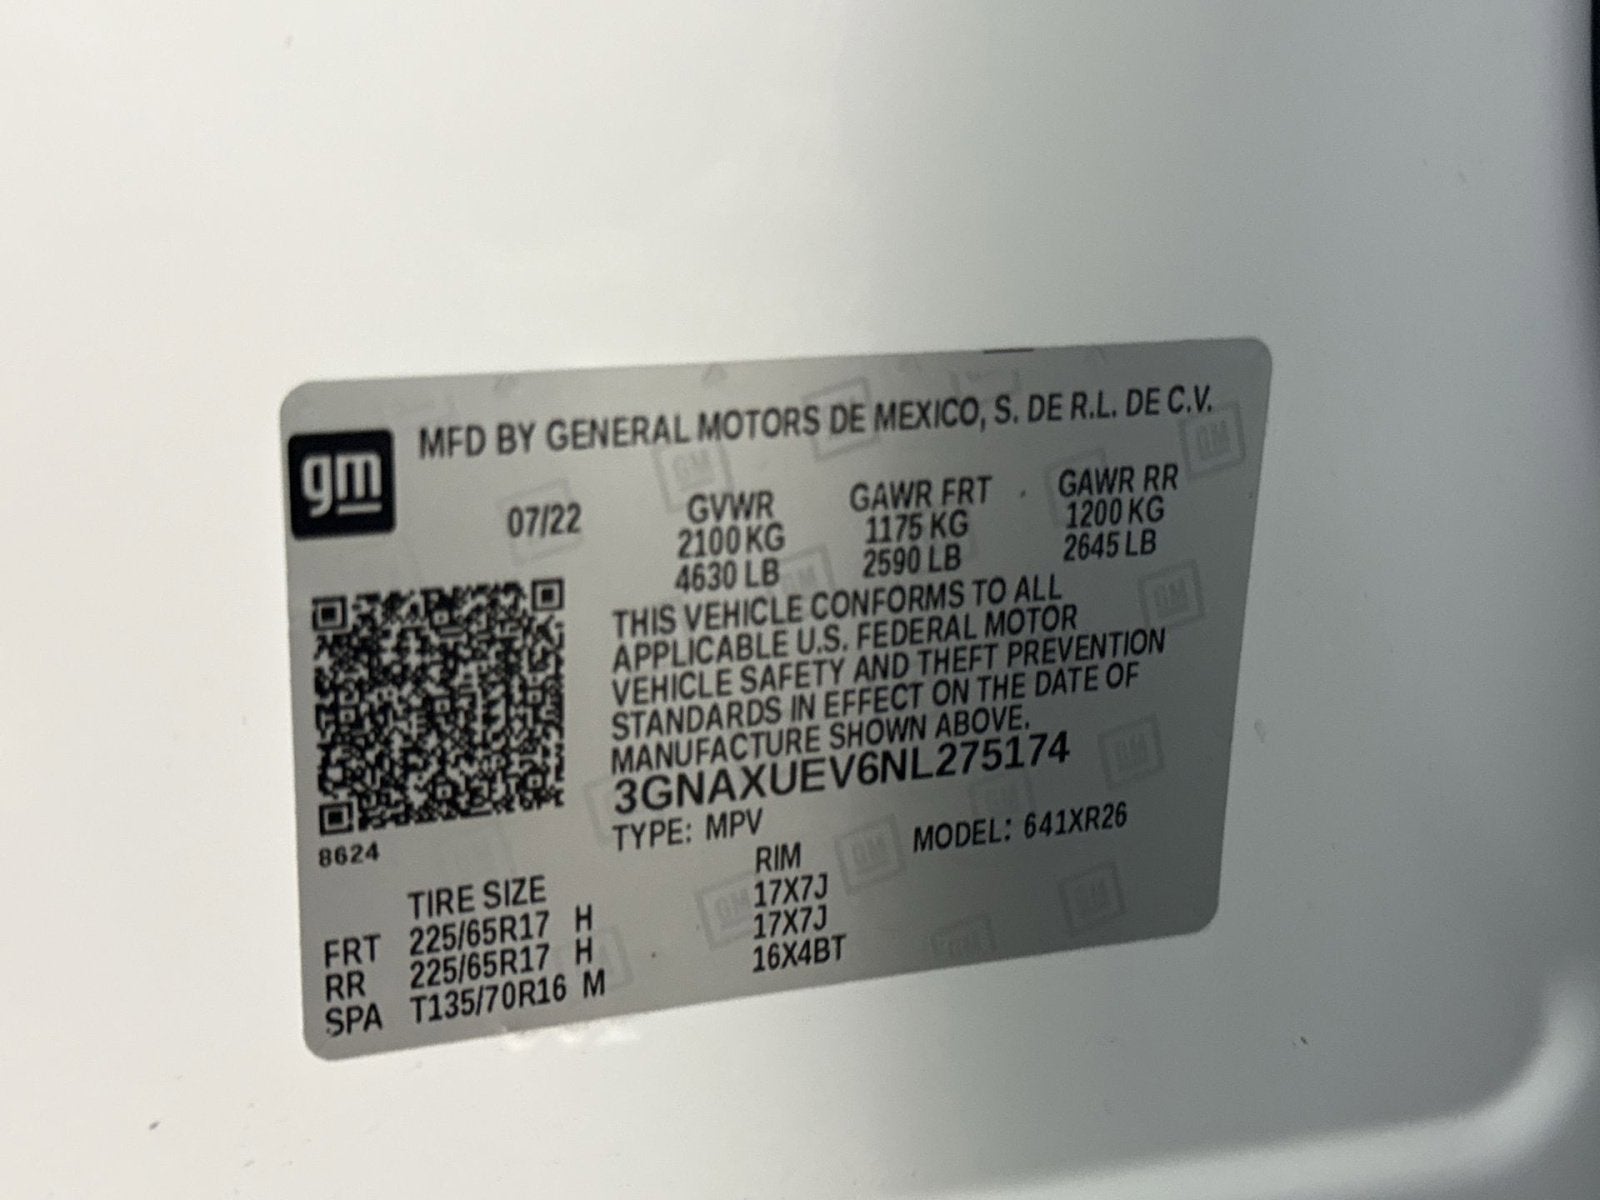 gm
MFD BY GENERAL MOTORS DE MEXICO, S. DE R.L. DE C.V.
07/22 GVWR GAWR FRT GAWR RR
2100 KG 1175 KG 1200 KG
4630 LB 2590 LB 2645 LB
THIS VEHICLE CONFORMS TO ALL
APPLICABLE U.S. FEDERAL MOTOR
VEHICLE SAFETY AND THEFT PREVENTION
STANDARDS IN EFFECT ON THE DATE OF
MANUFACTURE SHOWN ABOVE.
3GNAXUEV6NL275174
TYPE: MPV MODEL: 641XR26
8624
TIRE SIZE RIM
FRT 225/65R17 H 17X7J
RR 225/65R17 H 17X7J
SPA T135/70R16 M 16X4BT